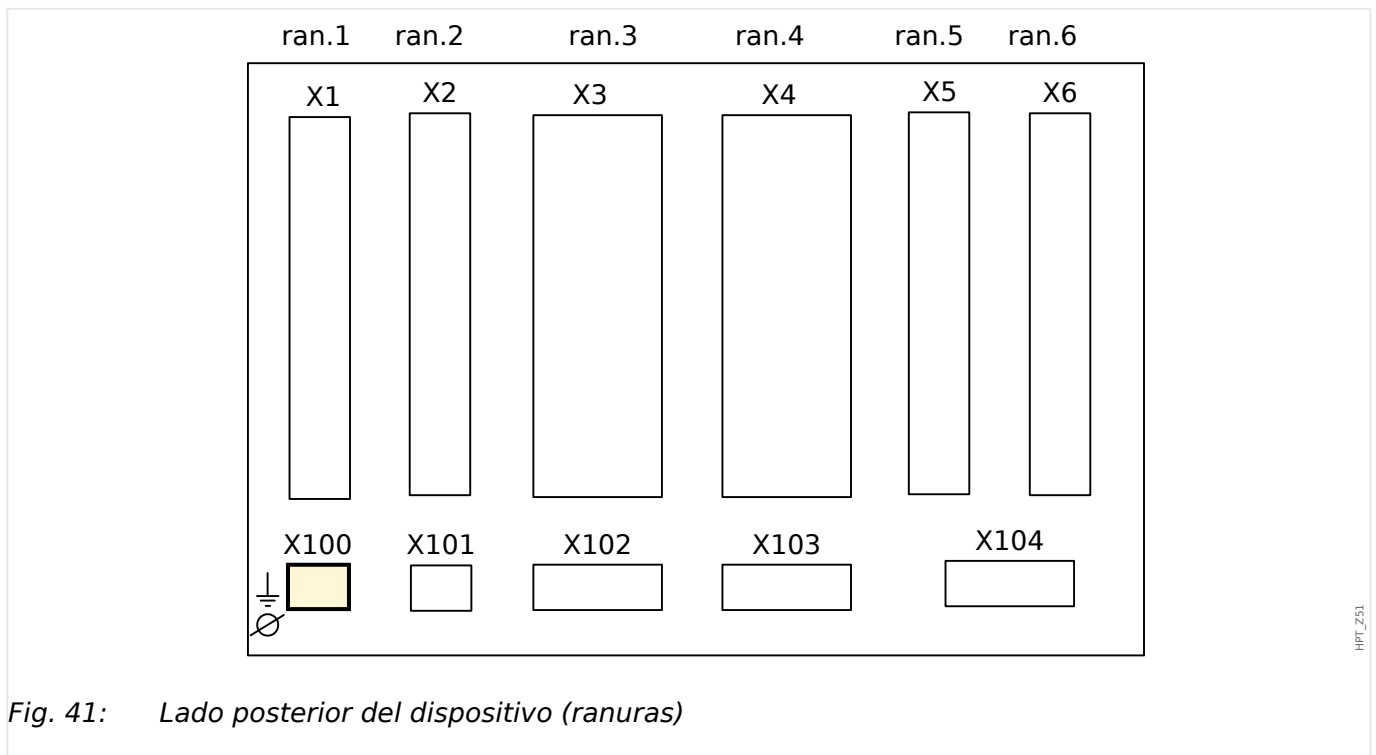 ran.1 ran.2 ran.3 ran.4 ran.5 ran.6
X1 X2 X3 X4 X5 X6
X100 X101 X102 X103 X104
HPT_Z51
Fig. 41: Lado posterior del dispositivo (ranuras)